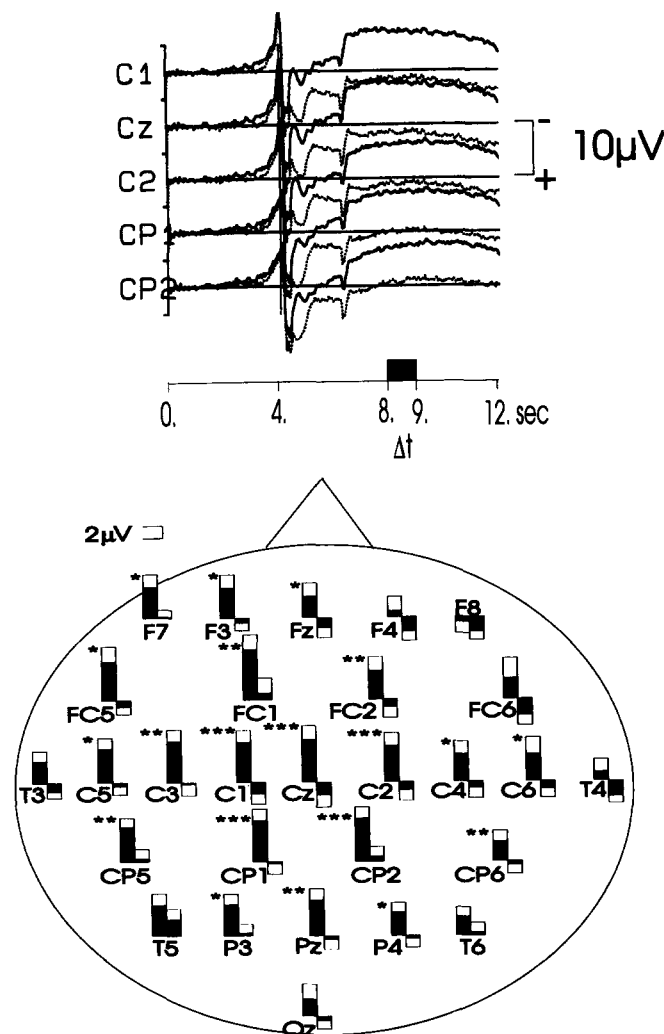 C1
Cz
C2
CP1
CP2
-
+
10µV
0. 4. 8. 9. 12. sec
Δt
2µV
* * *
F7 F3 Fz F4 F8
* ** **
FC5 FC1 FC2 FC6
* ** *** *** *** * *
T3 C5 C3 C1 Cz C2 C4 C6 T4
** *** *** **
CP5 CP1 CP2 CP6
* ** *
T5 P3 Pz P4 T6
Oz